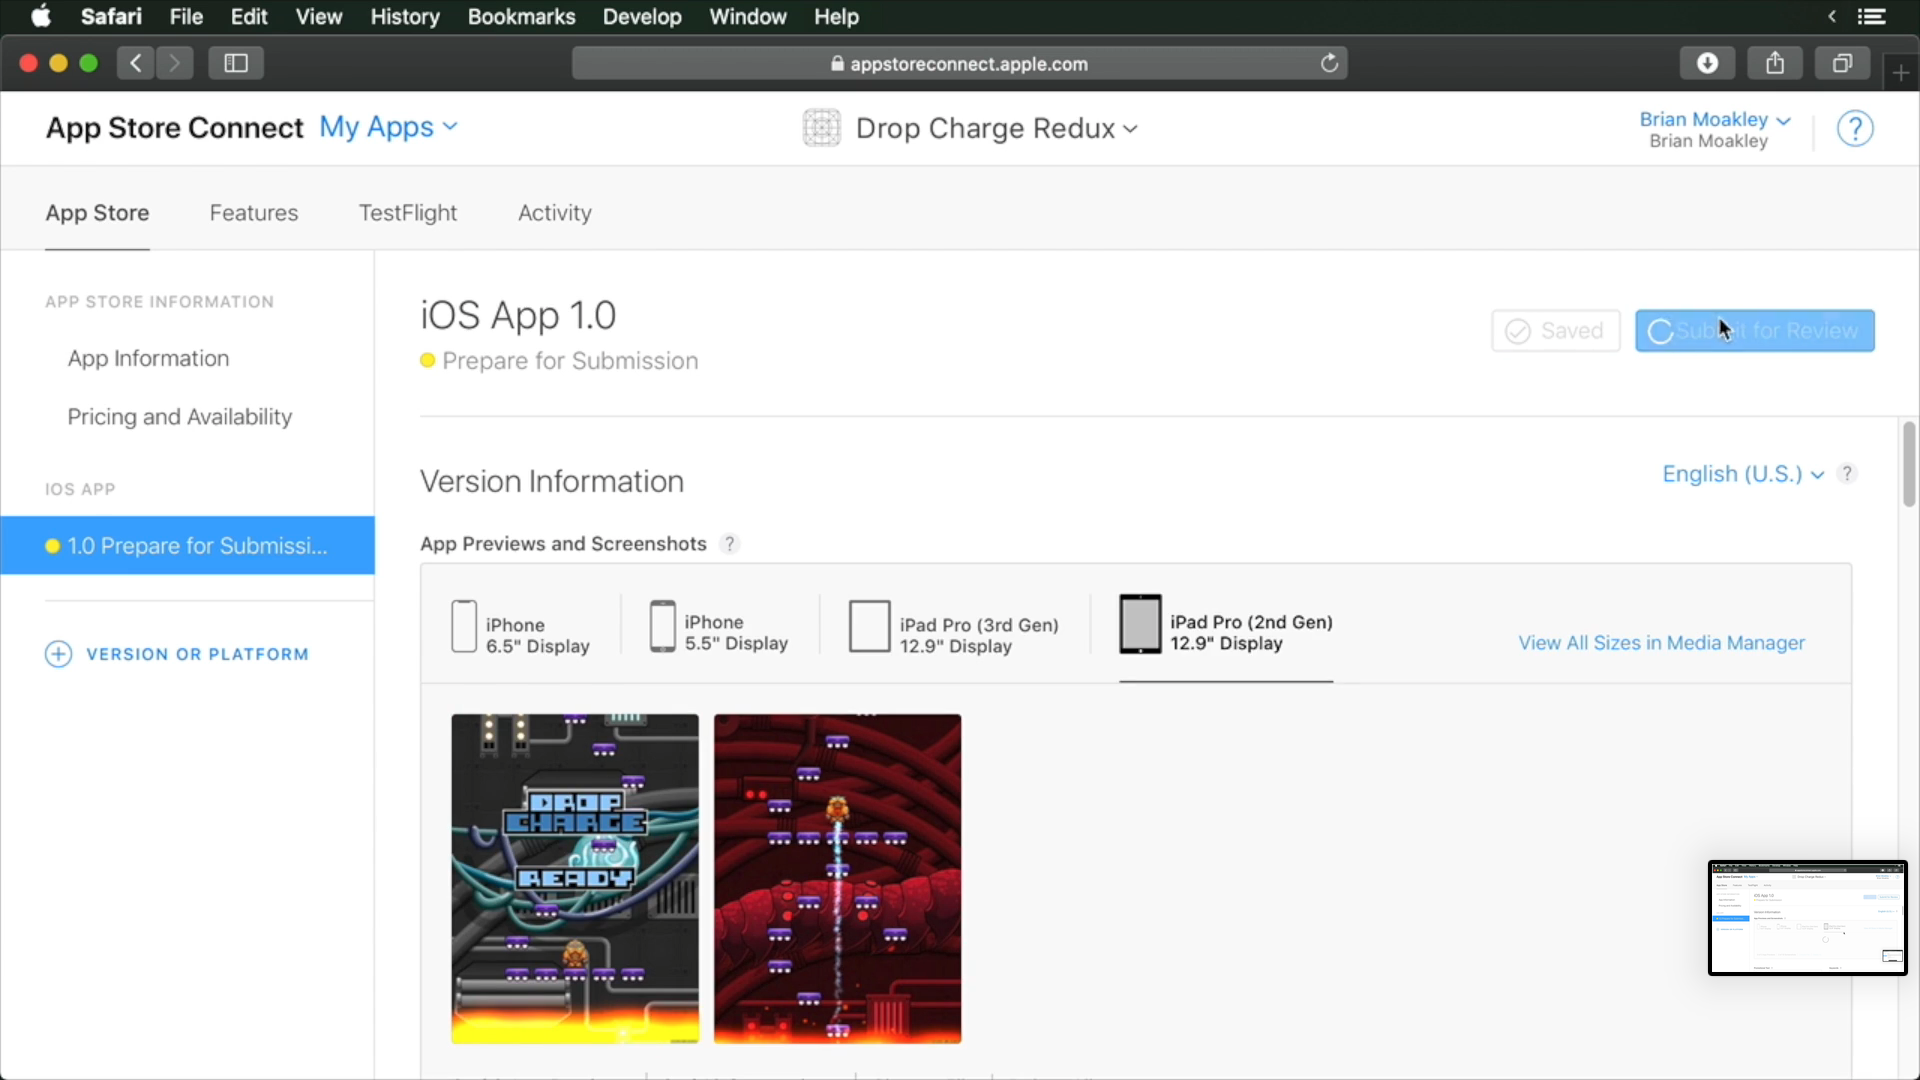 Safari File Edit View History Bookmarks Develop Window Help
appstoreconnect.apple.com
App Store Connect My Apps
Drop Charge Redux
Brian Moakley
Brian Moakley
?
App Store Features TestFlight Activity
APP STORE INFORMATION
App Information
Pricing and Availability
IOS APP
1.0 Prepare for Submissi...
VERSION OR PLATFORM
iOS App 1.0
Prepare for Submission
Saved
Submit for Review
Version Information
English (U.S.) ?
App Previews and Screenshots ?
iPhone
6.5" Display
iPhone
5.5" Display
iPad Pro (3rd Gen)
12.9" Display
iPad Pro (2nd Gen)
12.9" Display
View All Sizes in Media Manager
DROP
CHARGE
READY